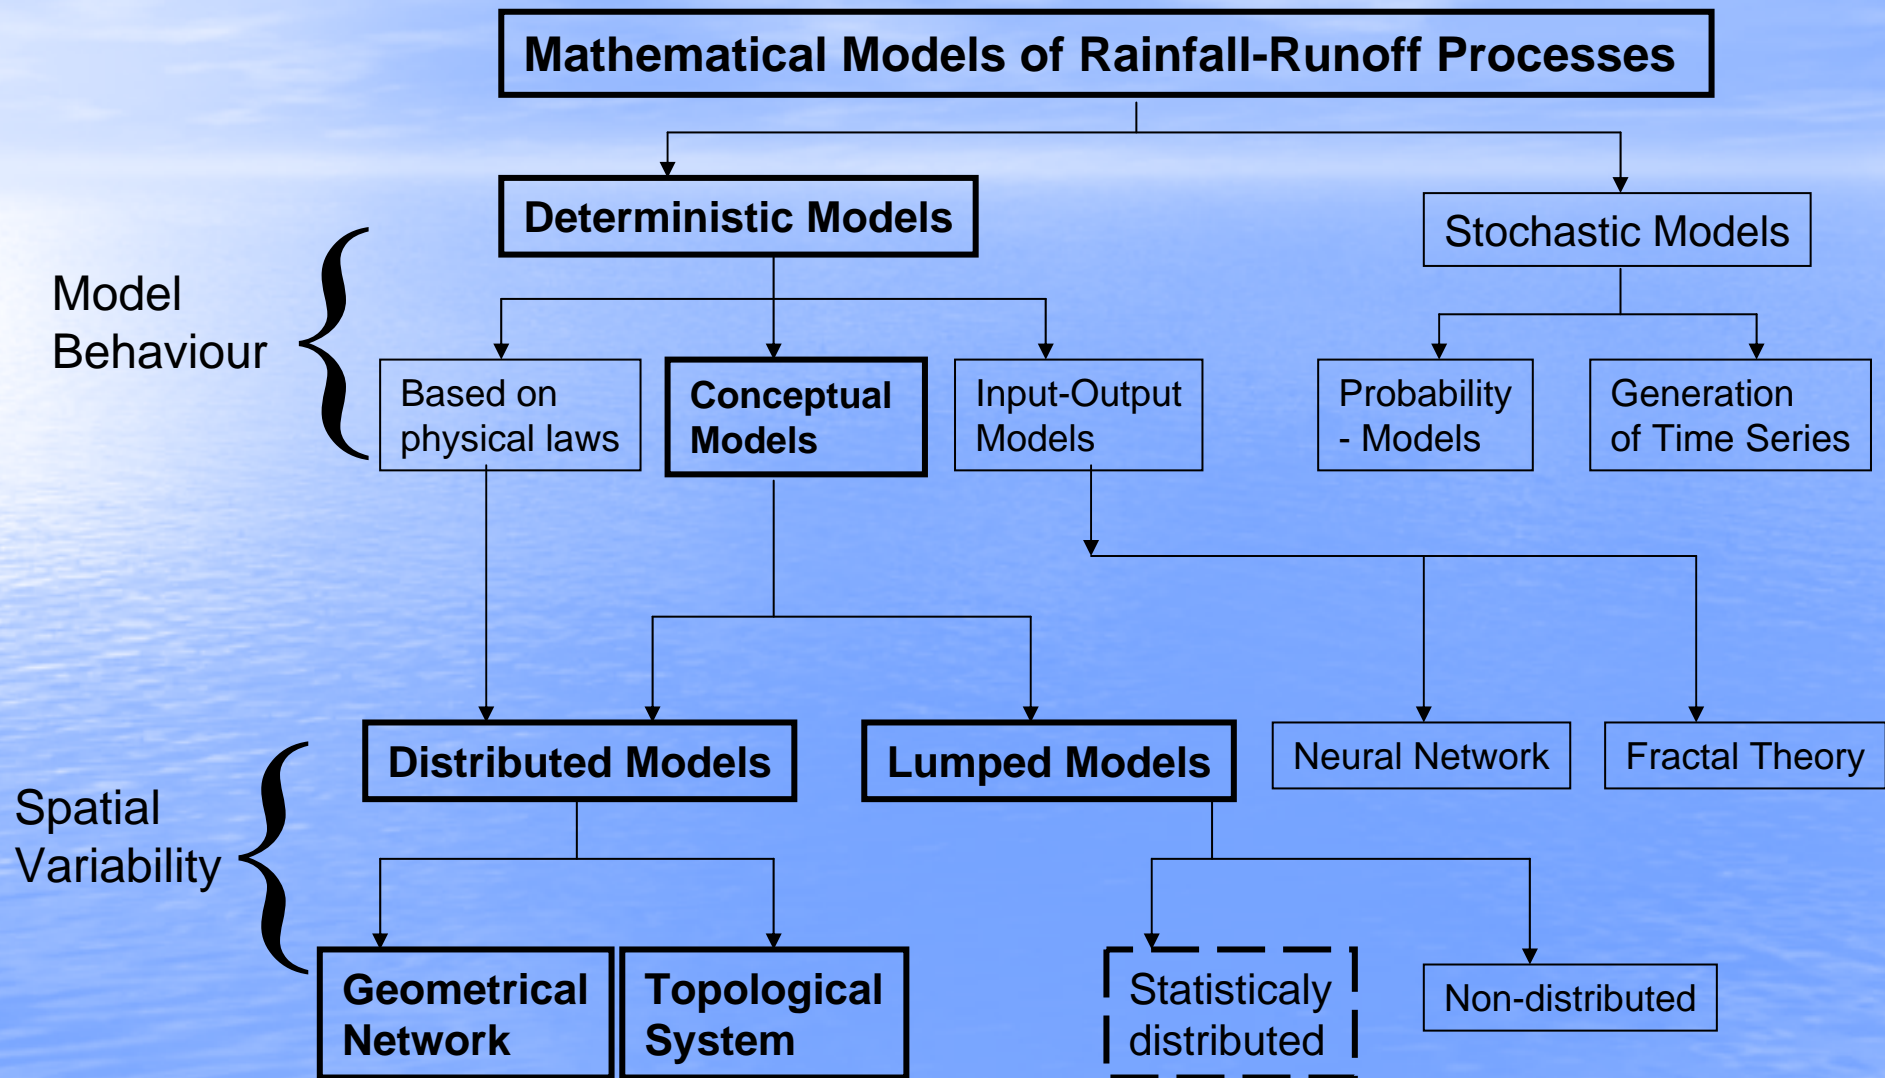 Mathematical Models of Rainfall-Runoff Processes
Deterministic Models
Stochastic Models
Model
Behaviour
Based on
physical laws
Conceptual
Models
Input-Output
Models
Probability
- Models
Generation
of Time Series
Distributed Models
Lumped Models
Neural Network
Fractal Theory
Spatial
Variability
Geometrical
Network
Topological
System
Statisticaly
distributed
Non-distributed